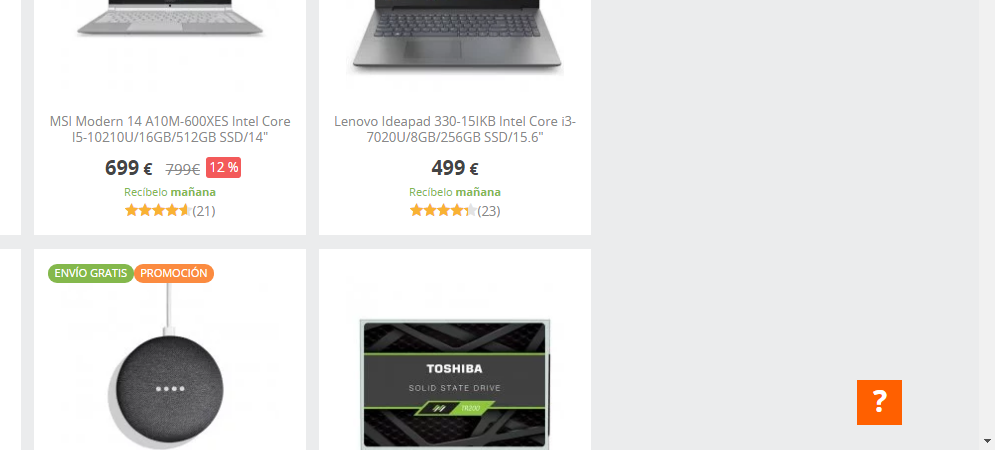 MSI Modern 14 A10M-600XES Intel Core
I5-10210U/16GB/512GB SSD/14"
699 € 799€ 12 %
Recíbelo mañana
(21)
Lenovo Ideapad 330-15IKB Intel Core i3-
7020U/8GB/256GB SSD/15.6"
499 €
Recíbelo mañana
(23)
ENVÍO GRATIS PROMOCIÓN
TOSHIBA
SOLID STATE DRIVE
TR200
?